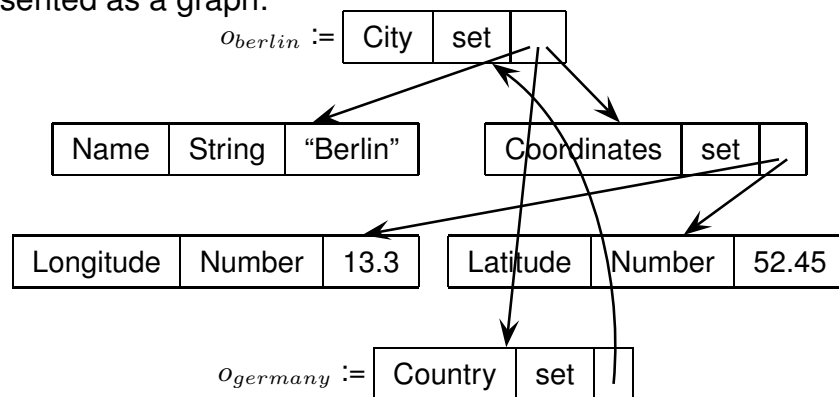 sented as a graph:
o_berlin := City set
Name String “Berlin” Coordinates set
Longitude Number 13.3 Latitude Number 52.45
o_germany := Country set